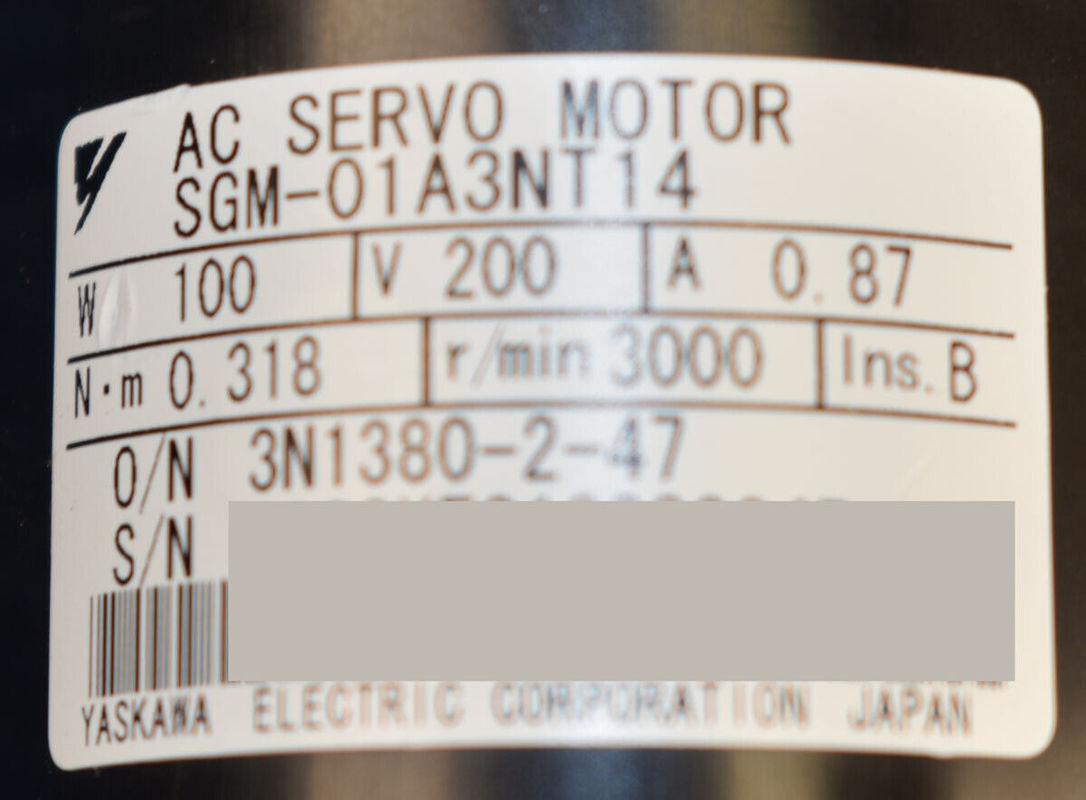 AC SERVO MOTOR
SGM-01A3NT14
W 100 V 200 A 0.87
N·m 0.318 r/min 3000 Ins. B
O/N 3N1380-2-47
S/N
YASKAWA ELECTRIC CORPORATION JAPAN